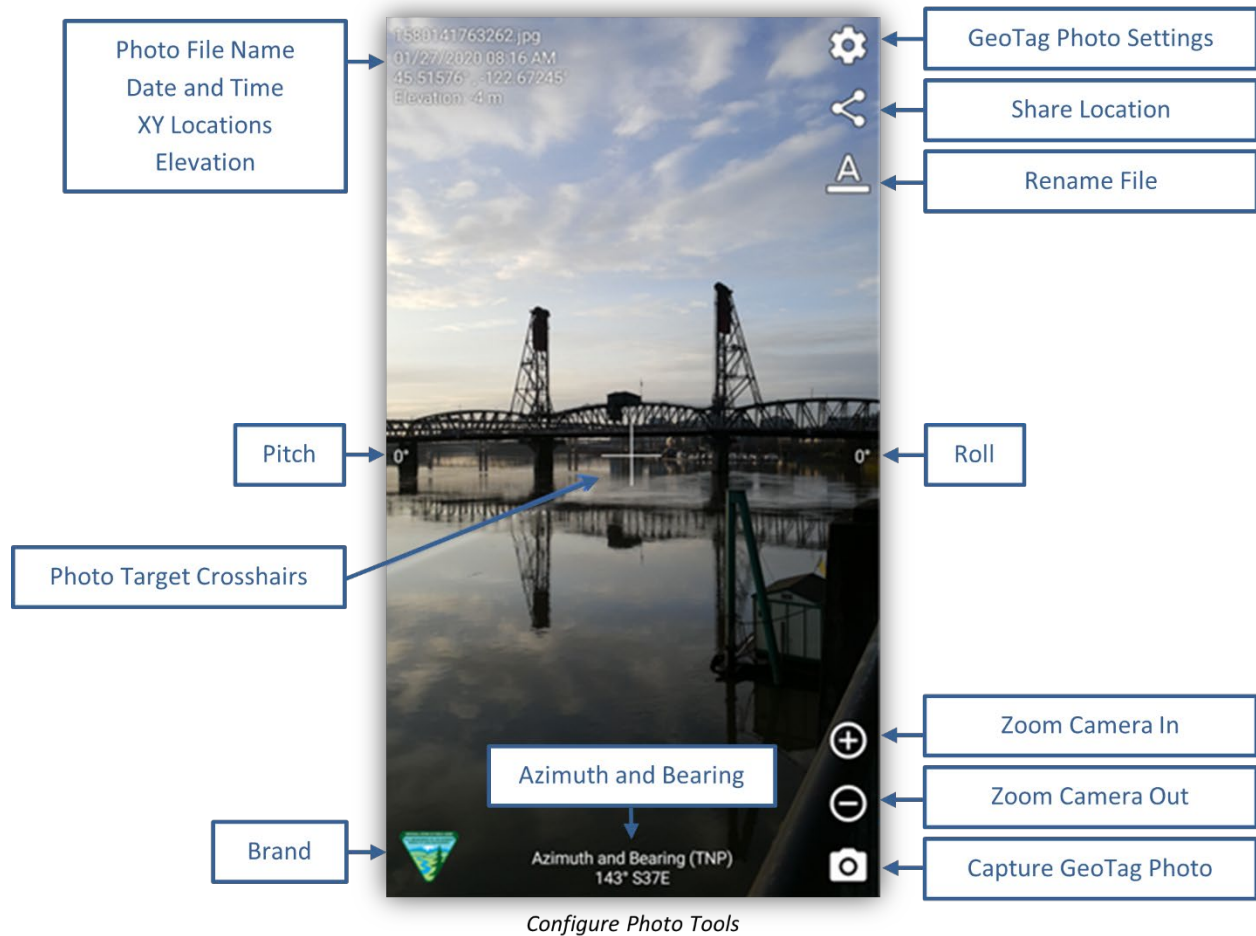 Photo File Name
Date and Time
XY Locations
Elevation
1580141763262.jpg
01/27/2020 08:16 AM
45.51576° , -122.67245°
Elevation: -4 m
GeoTag Photo Settings
Share Location
A
Rename File
Pitch
0°
0°
Roll
Photo Target Crosshairs
Zoom Camera In
Azimuth and Bearing
Zoom Camera Out
Brand
Azimuth and Bearing (TNP)
143° S37E
Capture GeoTag Photo
Configure Photo Tools